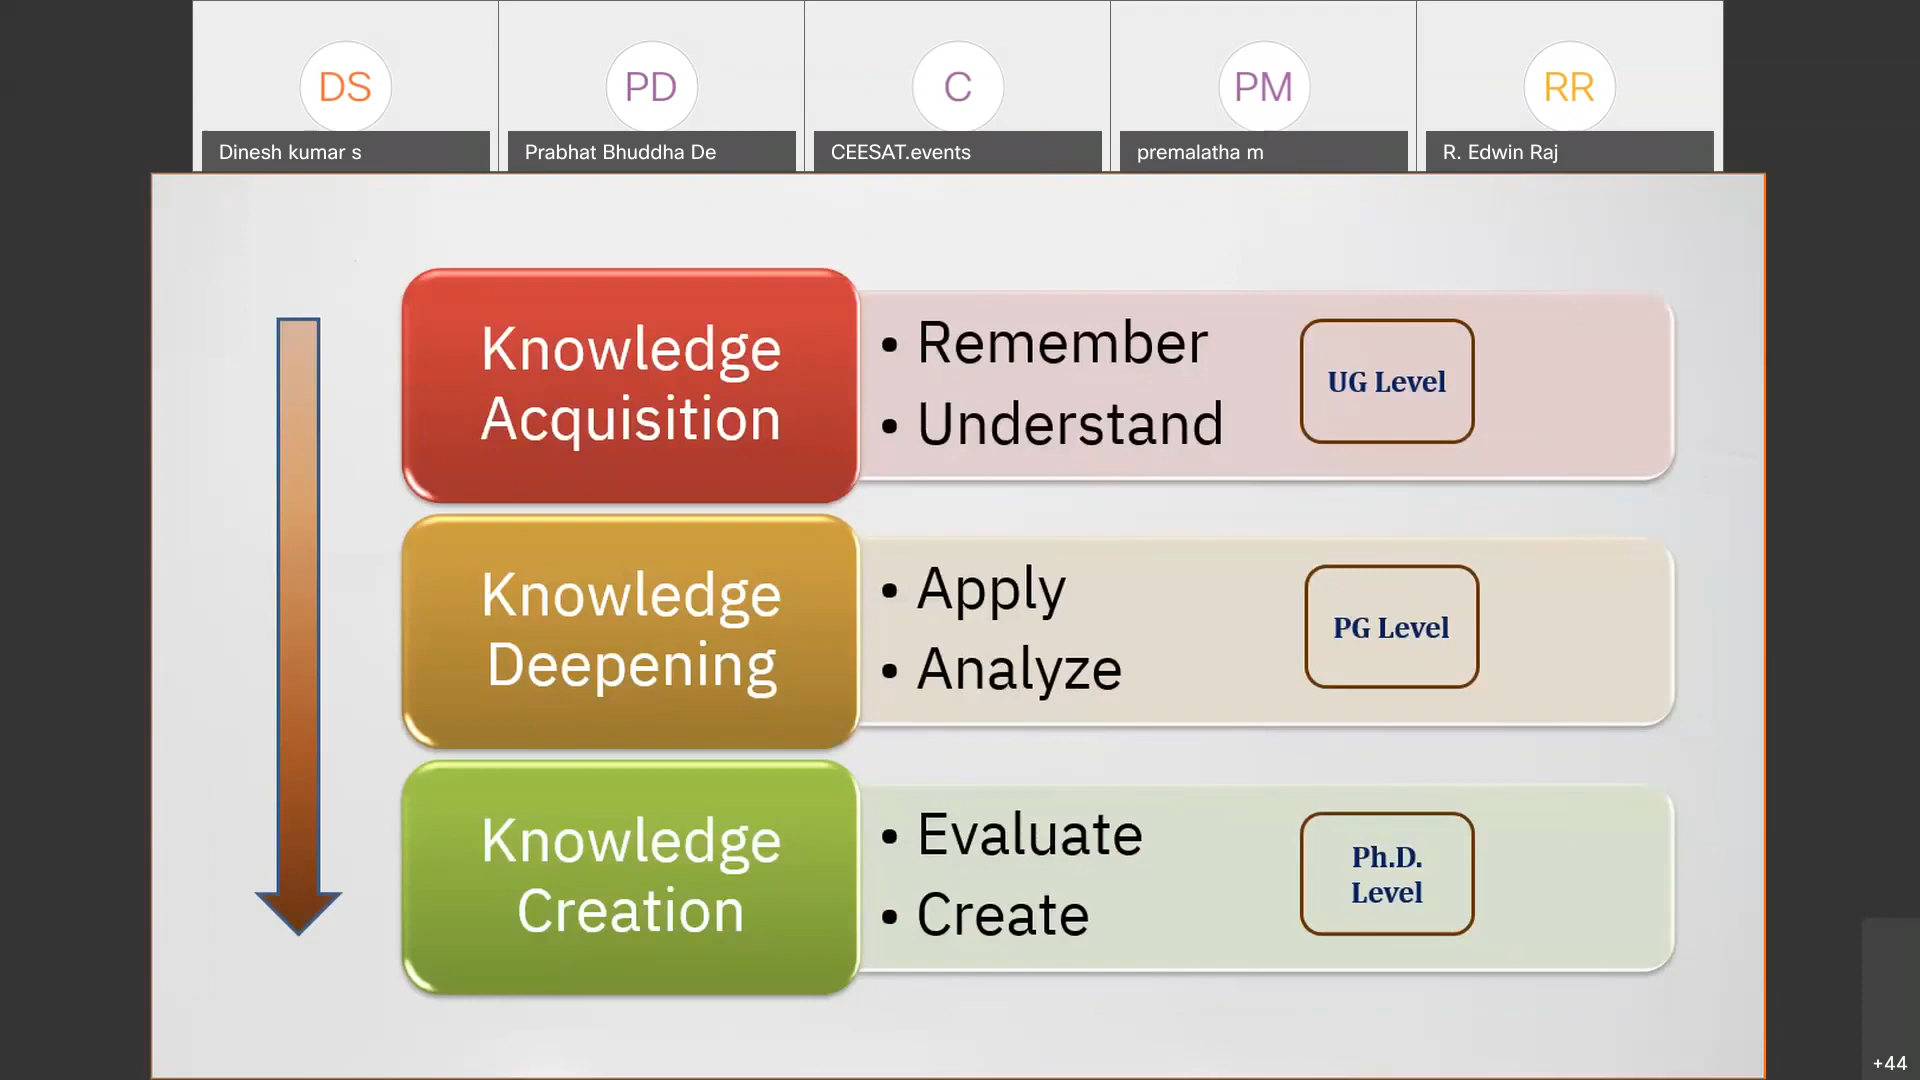 DS
PD
C
PM
RR
Dinesh kumar s
Prabhat Bhuddha De
CEESAT.events
premalatha m
R. Edwin Raj
Knowledge
Acquisition
• Remember
• Understand
UG Level
Knowledge
Deepening
• Apply
• Analyze
PG Level
Knowledge
Creation
• Evaluate
• Create
Ph.D.
Level
+44